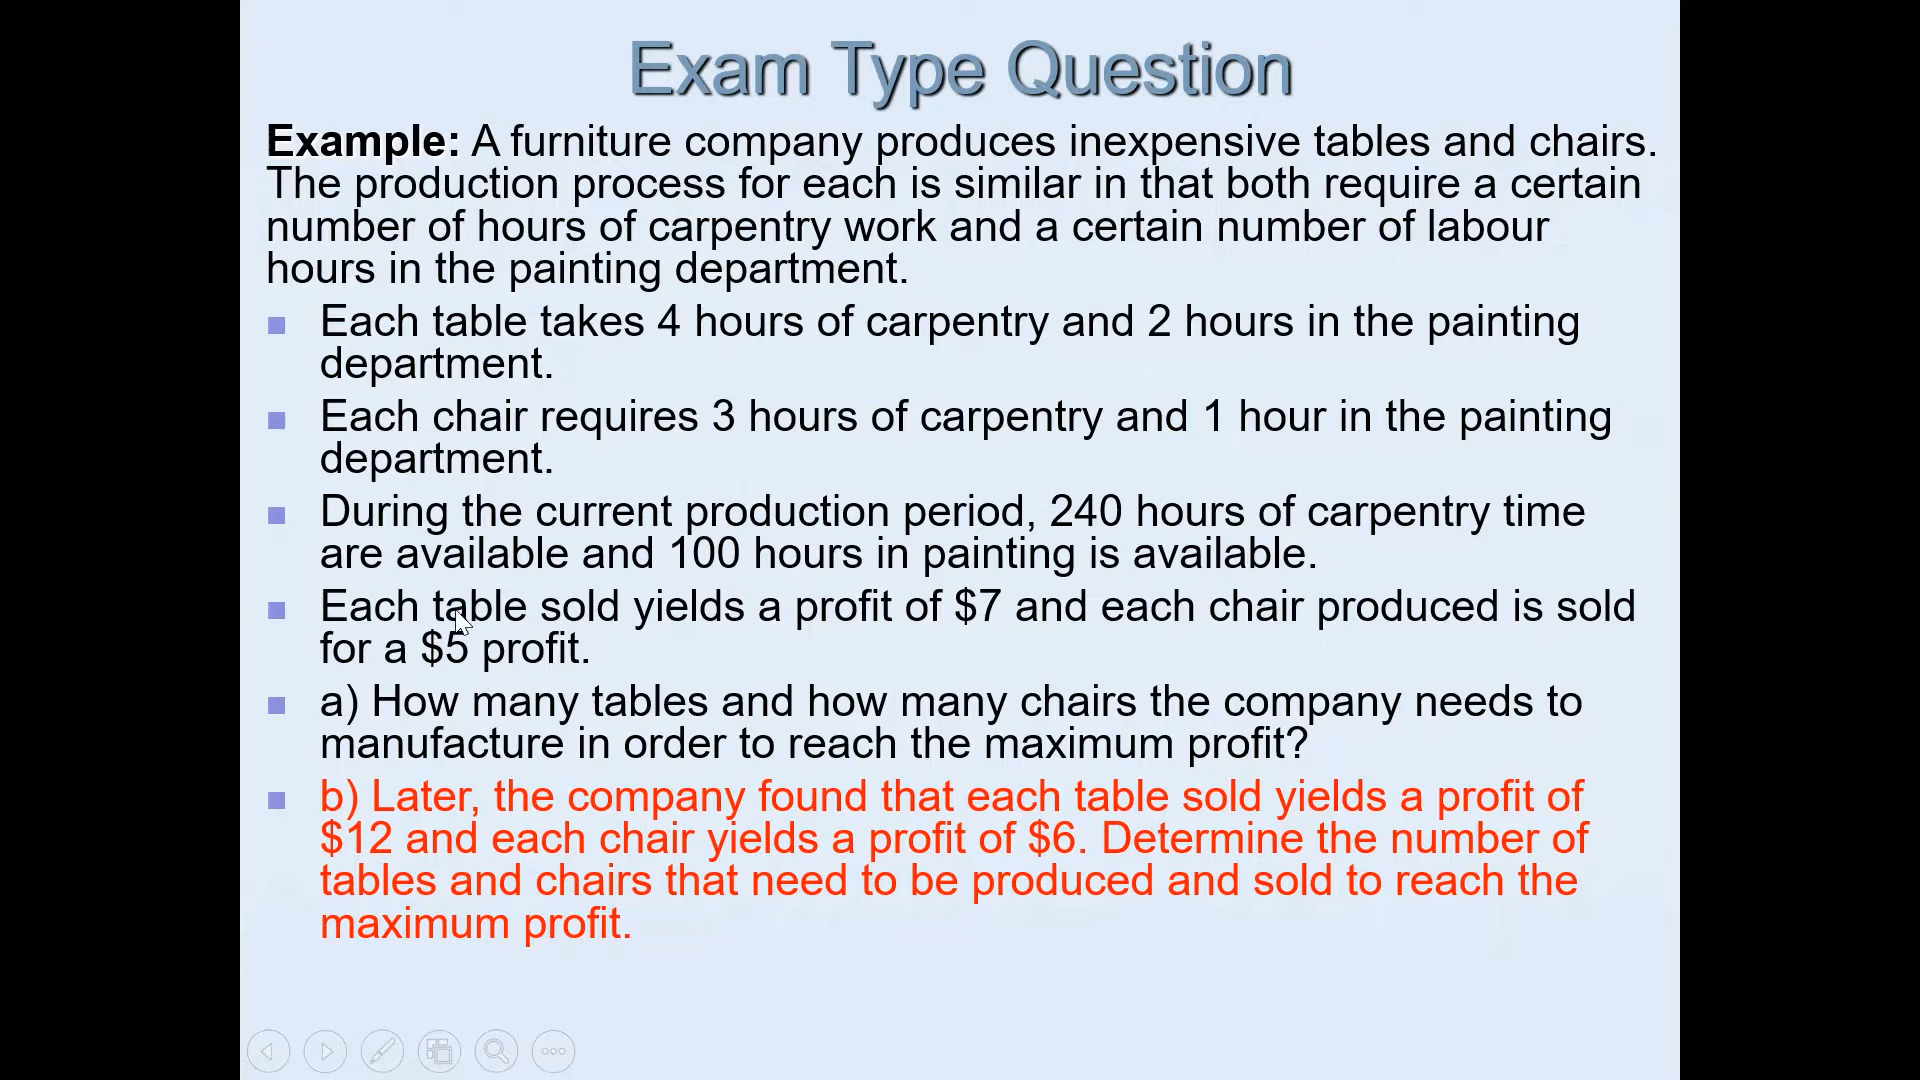 Exam Type Question
Example: A furniture company produces inexpensive tables and chairs.
The production process for each is similar in that both require a certain
number of hours of carpentry work and a certain number of labour
hours in the painting department.
Each table takes 4 hours of carpentry and 2 hours in the painting
department.
Each chair requires 3 hours of carpentry and 1 hour in the painting
department.
During the current production period, 240 hours of carpentry time
are available and 100 hours in painting is available.
Each table sold yields a profit of $7 and each chair produced is sold
for a $5 profit.
a) How many tables and how many chairs the company needs to
manufacture in order to reach the maximum profit?
b) Later, the company found that each table sold yields a profit of
$12 and each chair yields a profit of $6. Determine the number of
tables and chairs that need to be produced and sold to reach the
maximum profit.